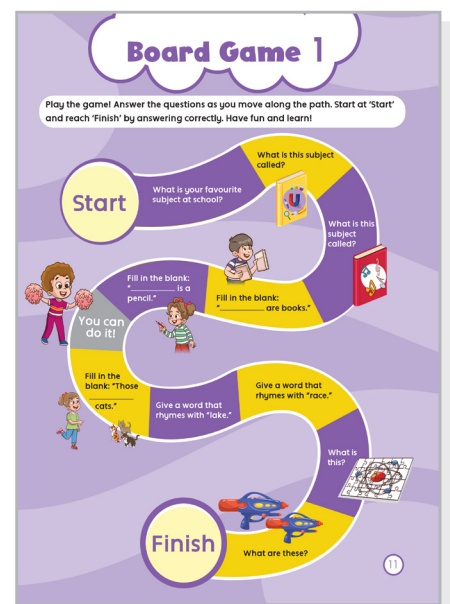 Board Game 1
Play the game! Answer the questions as you move along the path. Start at ‘Start’
and reach ‘Finish’ by answering correctly. Have fun and learn!
Start
What is your favourite
subject at school?
What is this subject
called?
What is this
subject
called?
Fill in the blank:
“__________ are books.”
Fill in the blank:
“__________ is a
pencil.”
You can
do it!
Fill in the
blank: “Those
__________
cats.”
Give a word that
rhymes with “lake.”
Give a word that
rhymes with “race.”
What is
this?
What are these?
Finish
11